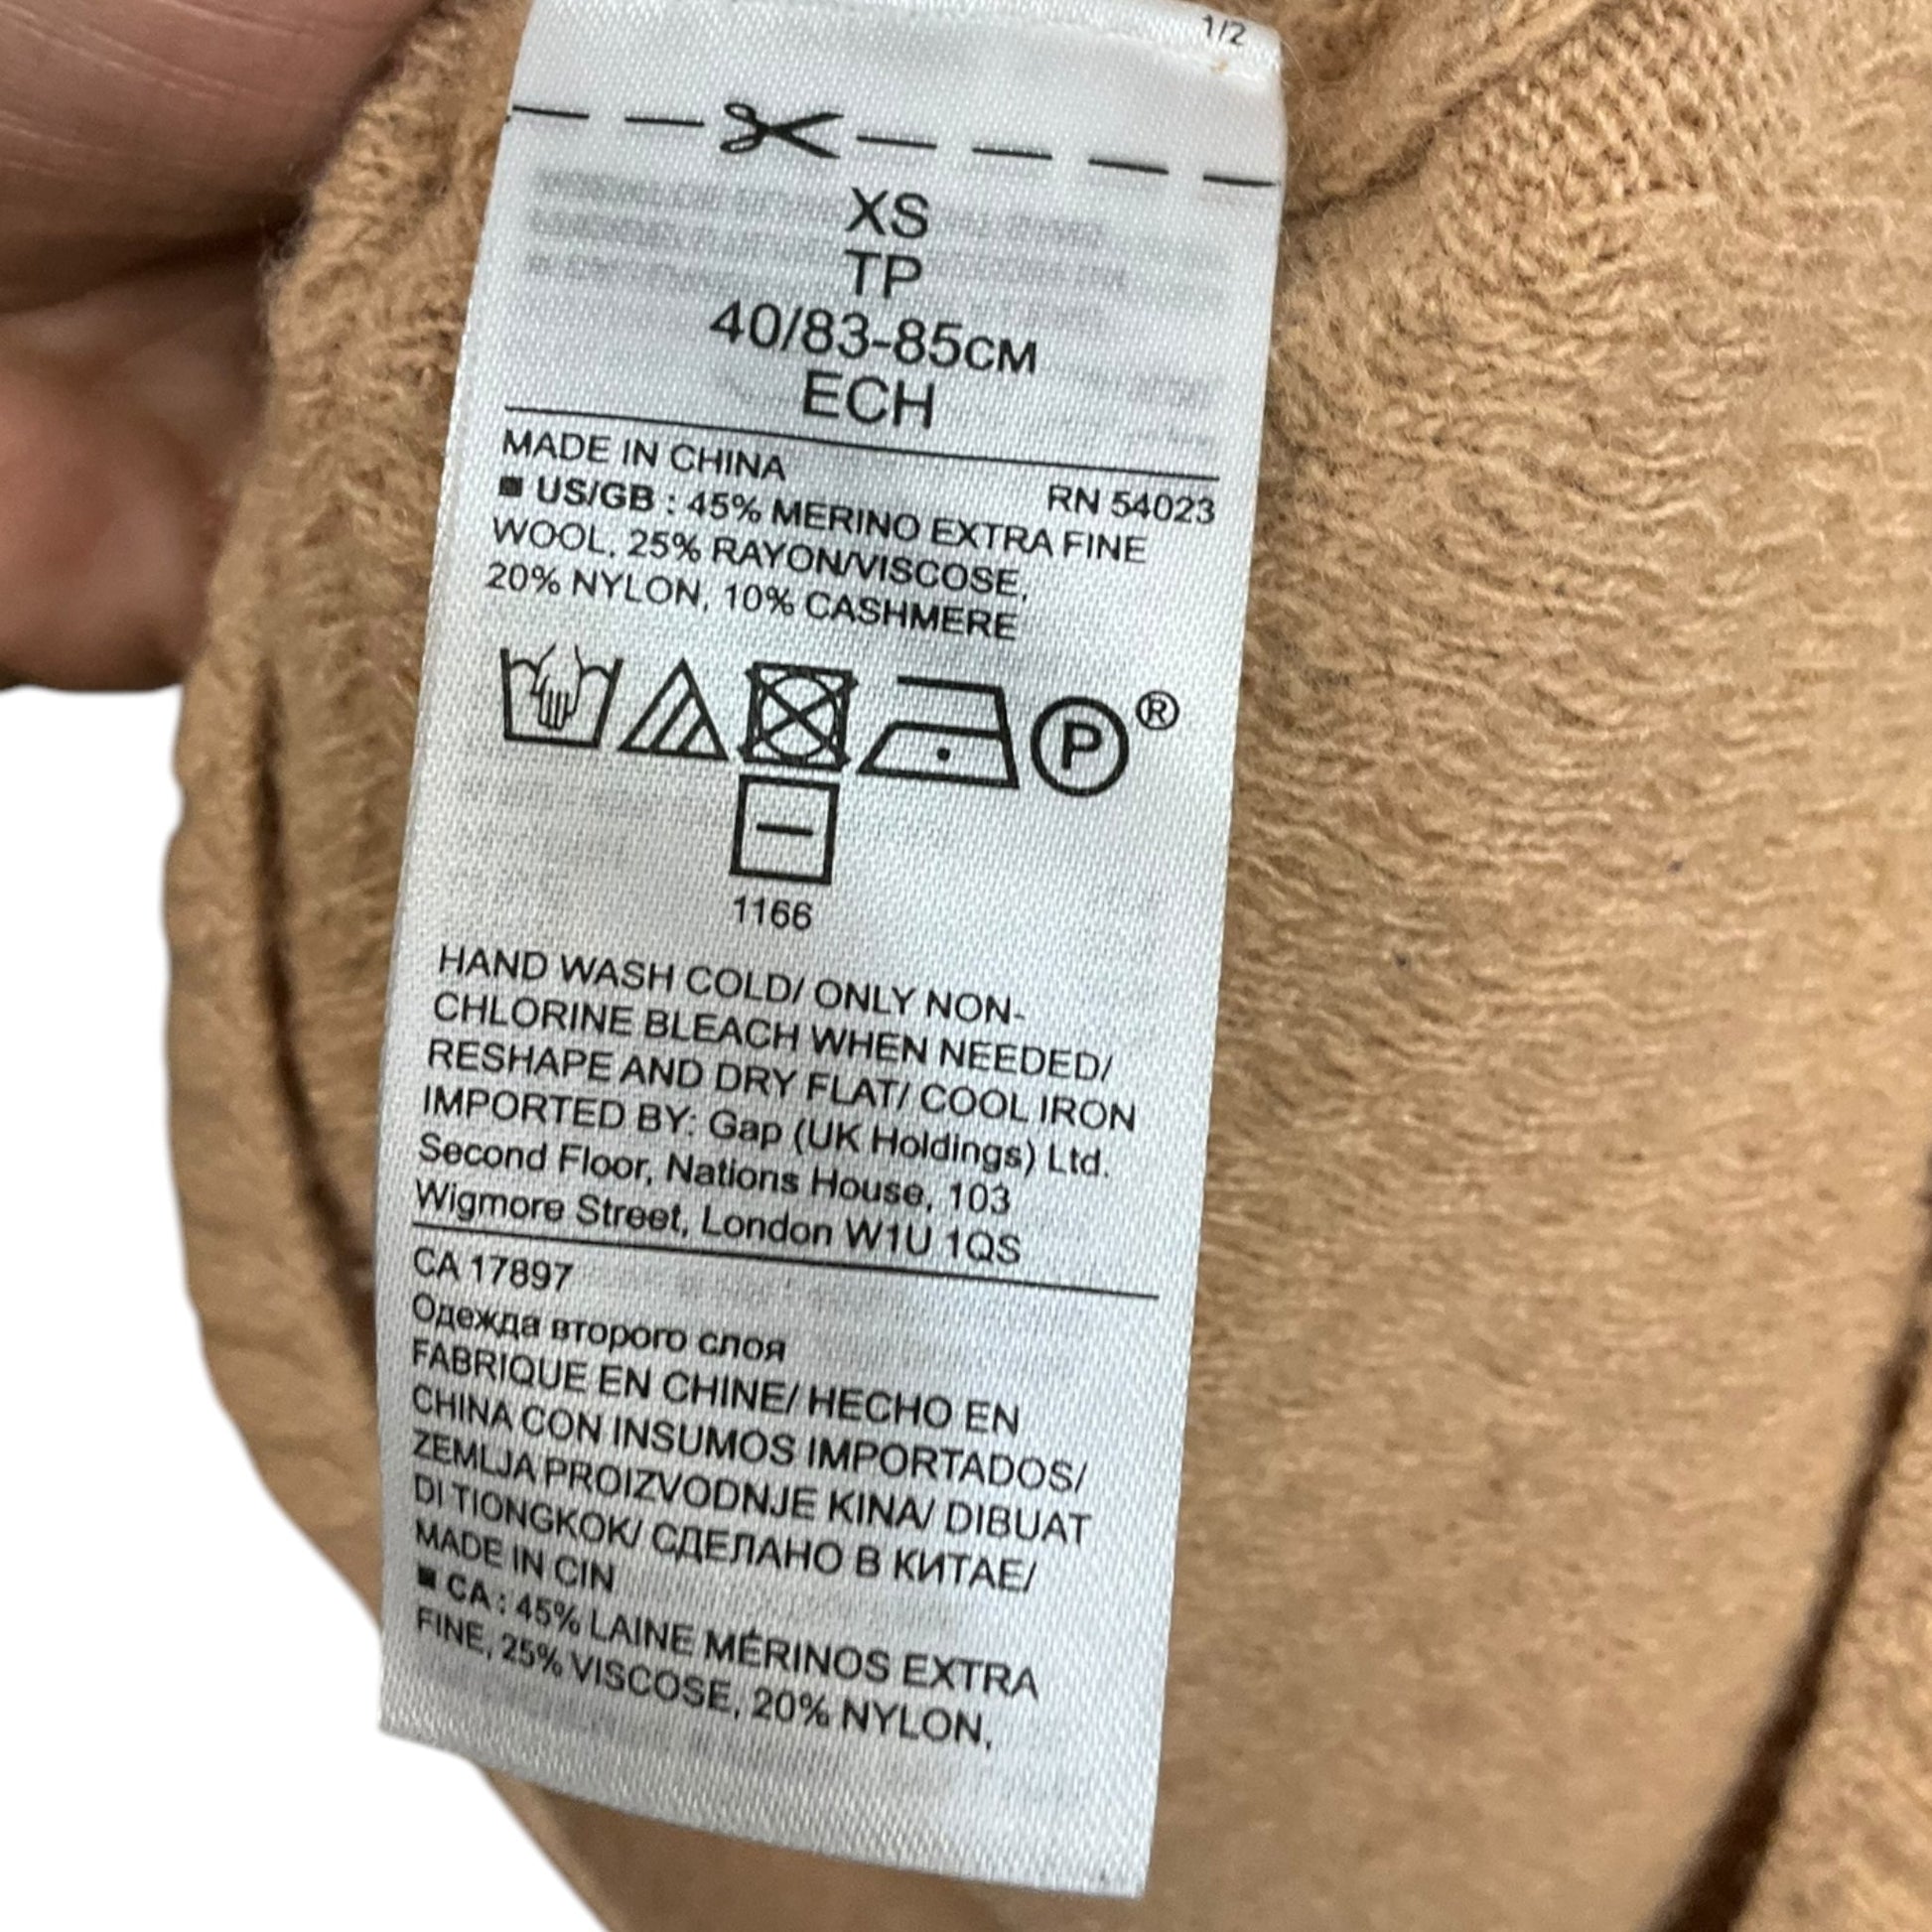 1/2
XS
TP
40/83-85CM
ECH
MADE IN CHINA
RN 54023
US/GB : 45% MERINO EXTRA FINE
WOOL, 25% RAYON/VISCOSE,
20% NYLON, 10% CASHMERE
P ®
1166
HAND WASH COLD/ ONLY NON-
CHLORINE BLEACH WHEN NEEDED/
RESHAPE AND DRY FLAT/ COOL IRON
IMPORTED BY: Gap (UK Holdings) Ltd.
Second Floor, Nations House, 103
Wigmore Street, London W1U 1QS
CA 17897
Одежда второго слоя
FABRIQUE EN CHINE/ HECHO EN
CHINA CON INSUMOS IMPORTADOS/
ZEMLJA PROIZVODNJE KINA/ DIBUAT
DI TIONGKOK/ СДЕЛАНО В КИТАЕ/
MADE IN CIN
CA : 45% LAINE MÉRINOS EXTRA
FINE, 25% VISCOSE, 20% NYLON,